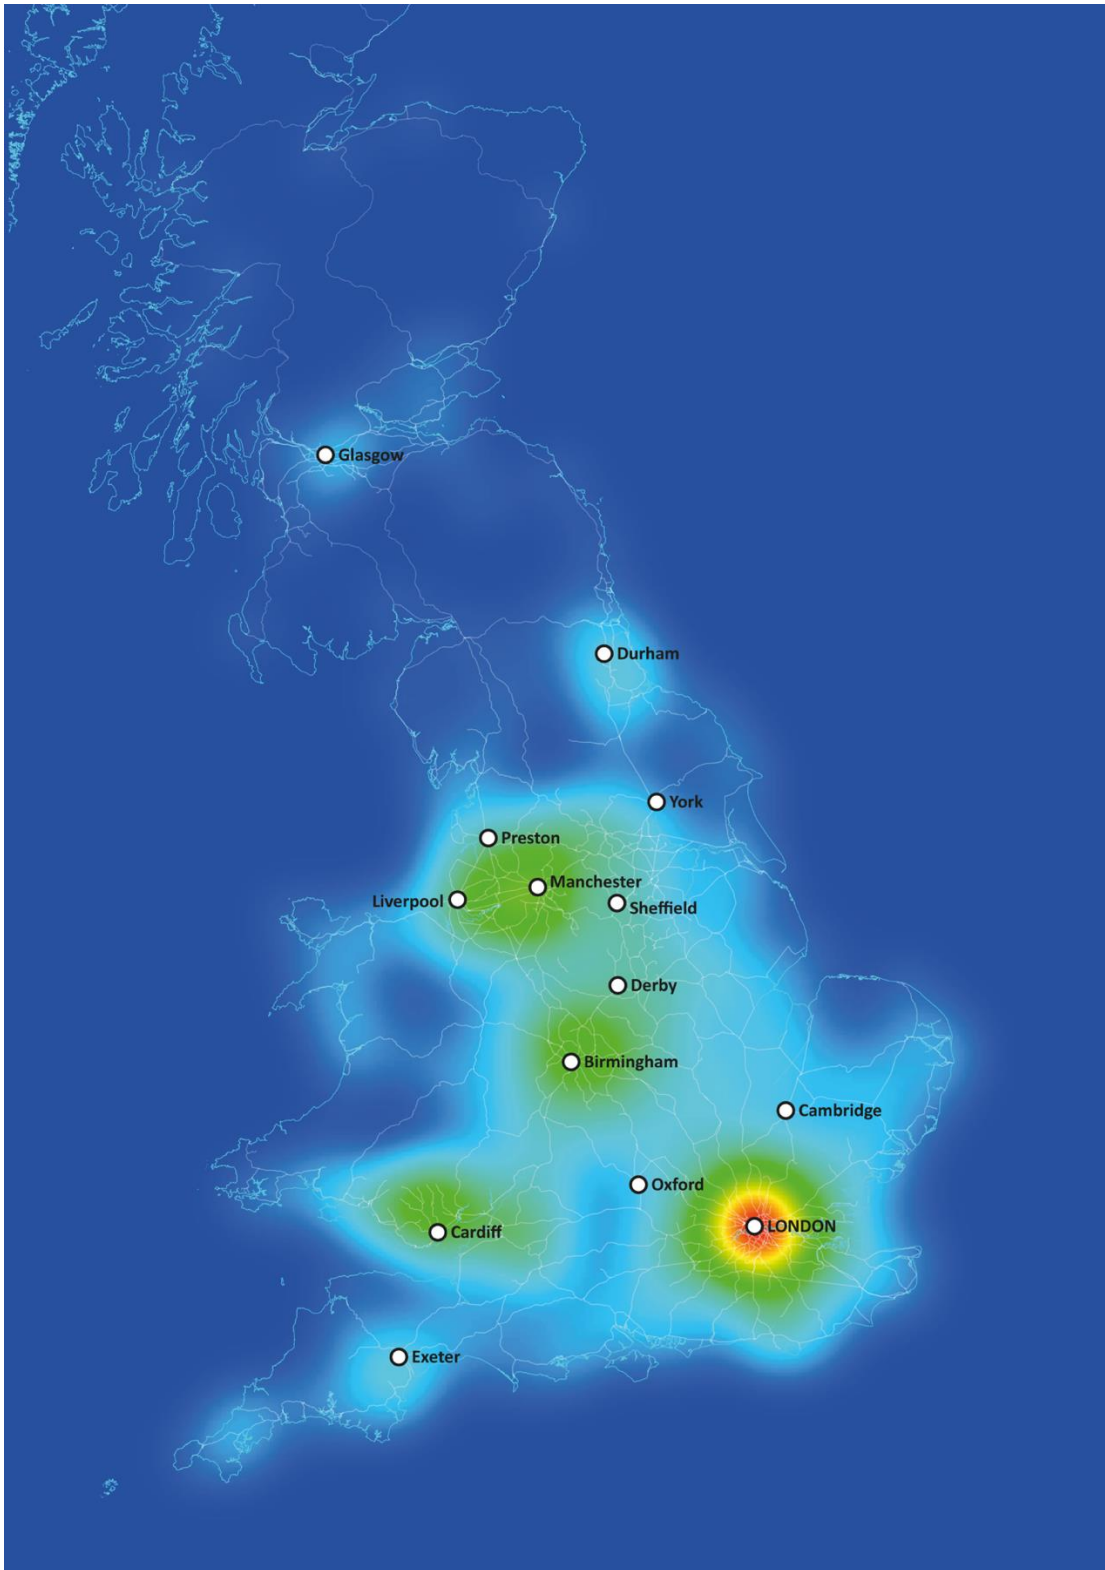 Glasgow
Durham
York
Preston
Manchester
Liverpool
Sheffield
Derby
Birmingham
Cambridge
Oxford
LONDON
Cardiff
Exeter